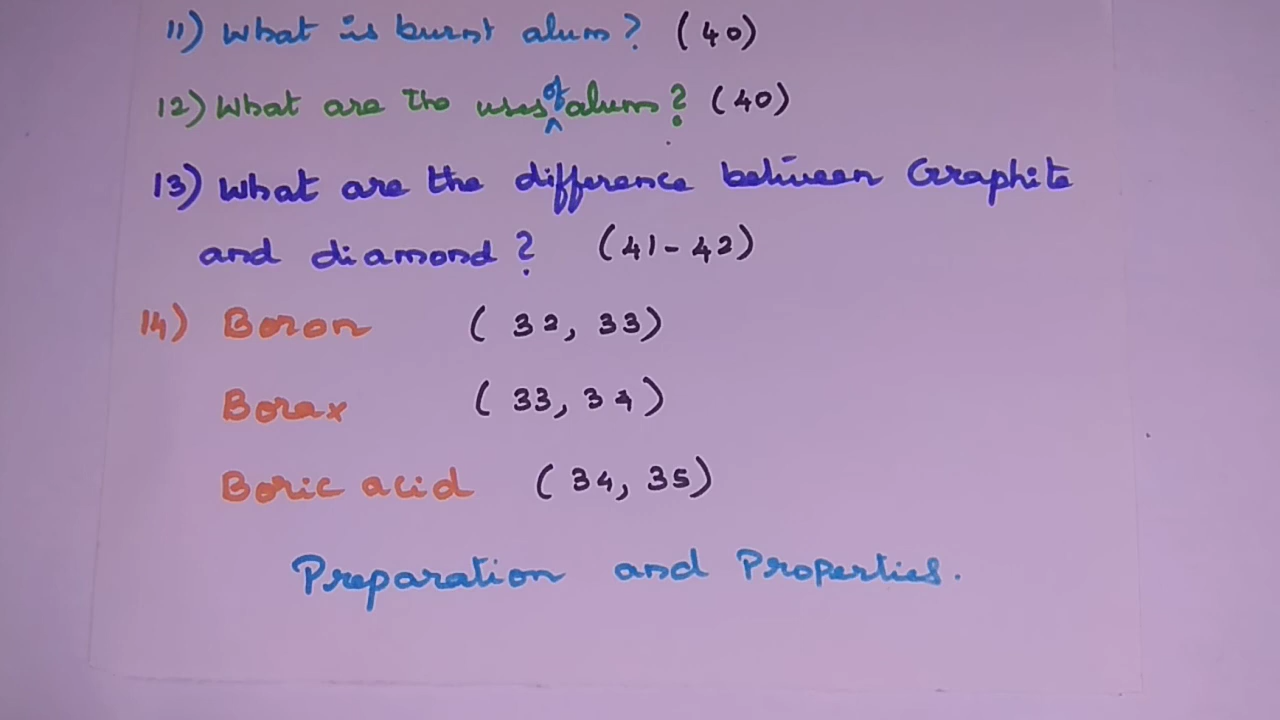 11) What is burnt alum? (40)
12) What are the uses of alum? (40)
13) What are the difference between Graphite
and diamond? (41-42)
14) Boron (32, 33)
Borax (33, 34)
Boric acid (34, 35)
Preparation and Properties.